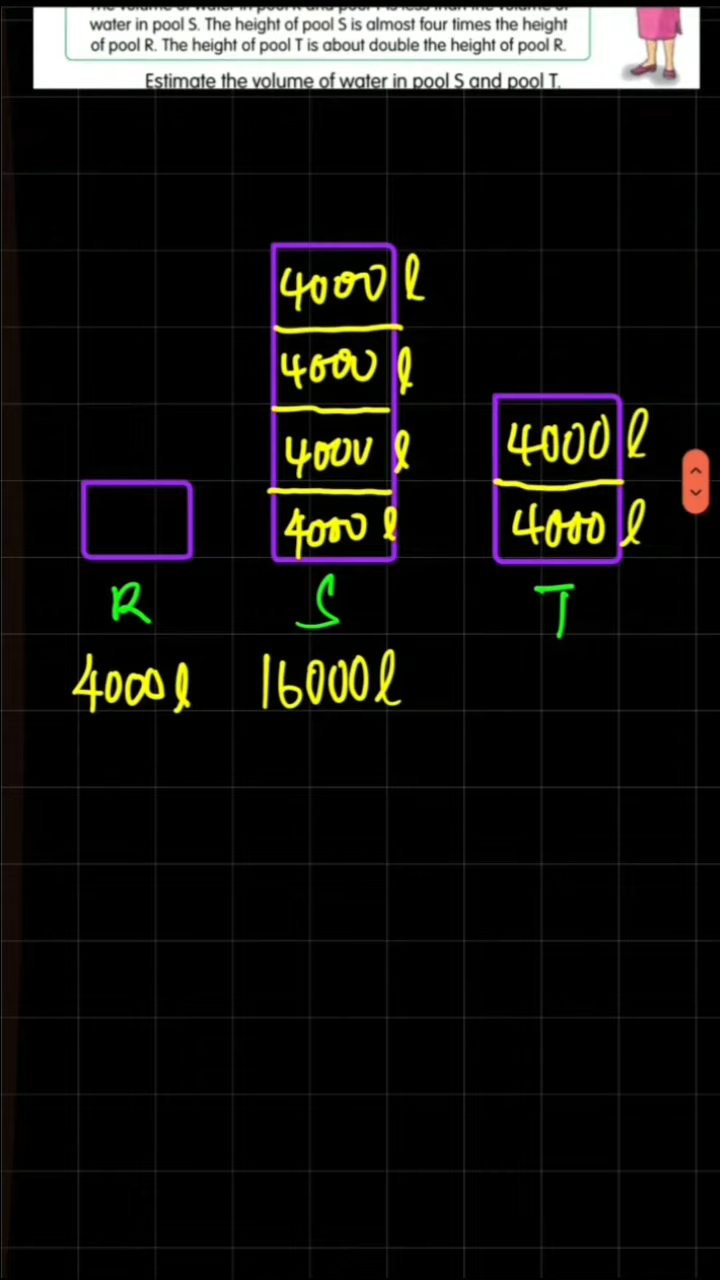 water in pool S. The height of pool S is almost four times the height
of pool R. The height of pool T is about double the height of pool R.
Estimate the volume of water in pool S and pool T.
4000 l
4000 l
4000 l
4000 l
4000 l
4000 l
R S T
4000 l 16000 l